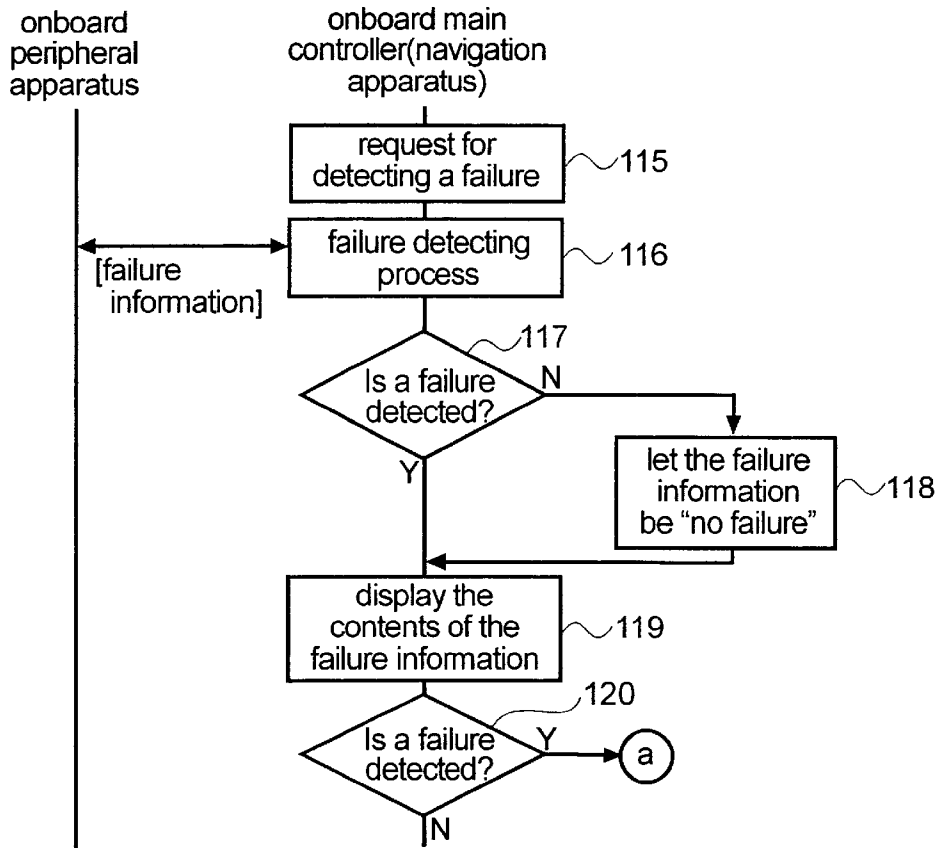 onboard
peripheral
apparatus
onboard main
controller(navigation
apparatus)
request for
detecting a failure
115
failure detecting
process
116
[failure
information]
117
Is a failure
detected?
N
Y
let the failure
information
be “no failure”
118
display the
contents of the
failure information
119
120
Is a failure
detected?
Y
a
N